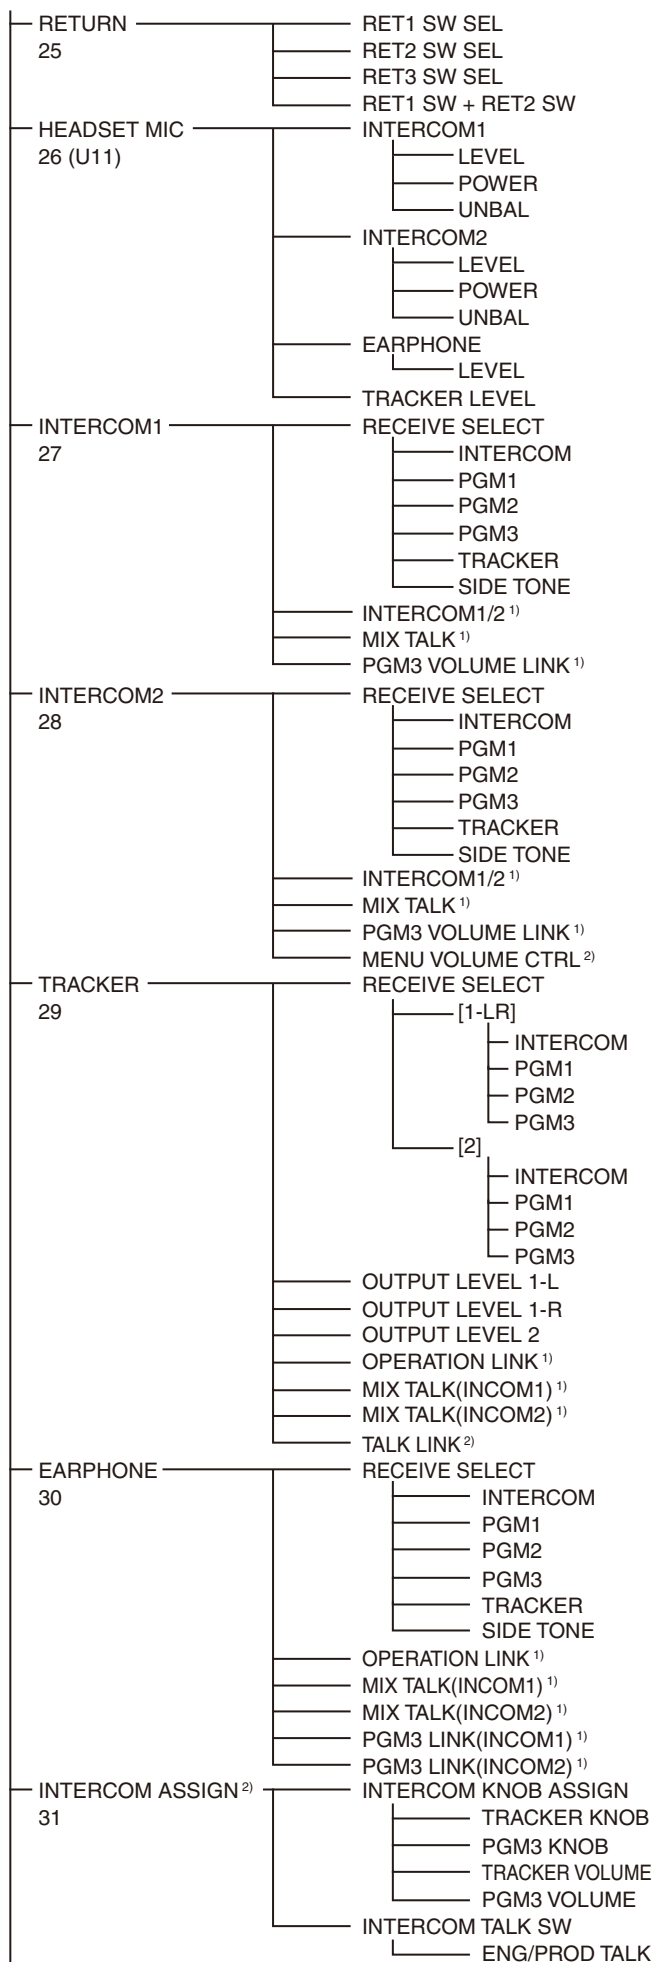 RETURN
25
RET1 SW SEL
RET2 SW SEL
RET3 SW SEL
RET1 SW + RET2 SW
HEADSET MIC
26 (U11)
INTERCOM1
LEVEL
POWER
UNBAL
INTERCOM2
LEVEL
POWER
UNBAL
EARPHONE
LEVEL
TRACKER LEVEL
INTERCOM1
27
RECEIVE SELECT
INTERCOM
PGM1
PGM2
PGM3
TRACKER
SIDE TONE
INTERCOM1/2 1)
MIX TALK 1)
PGM3 VOLUME LINK 1)
INTERCOM2
28
RECEIVE SELECT
INTERCOM
PGM1
PGM2
PGM3
TRACKER
SIDE TONE
INTERCOM1/2 1)
MIX TALK 1)
PGM3 VOLUME LINK 1)
MENU VOLUME CTRL 2)
TRACKER
29
RECEIVE SELECT
[1-LR]
INTERCOM
PGM1
PGM2
PGM3
[2]
INTERCOM
PGM1
PGM2
PGM3
OUTPUT LEVEL 1-L
OUTPUT LEVEL 1-R
OUTPUT LEVEL 2
OPERATION LINK 1)
MIX TALK(INCOM1) 1)
MIX TALK(INCOM2) 1)
TALK LINK 2)
EARPHONE
30
RECEIVE SELECT
INTERCOM
PGM1
PGM2
PGM3
TRACKER
SIDE TONE
OPERATION LINK 1)
MIX TALK(INCOM1) 1)
MIX TALK(INCOM2) 1)
PGM3 LINK(INCOM1) 1)
PGM3 LINK(INCOM2) 1)
INTERCOM ASSIGN 2)
31
INTERCOM KNOB ASSIGN
TRACKER KNOB
PGM3 KNOB
TRACKER VOLUME
PGM3 VOLUME
INTERCOM TALK SW
ENG/PROD TALK